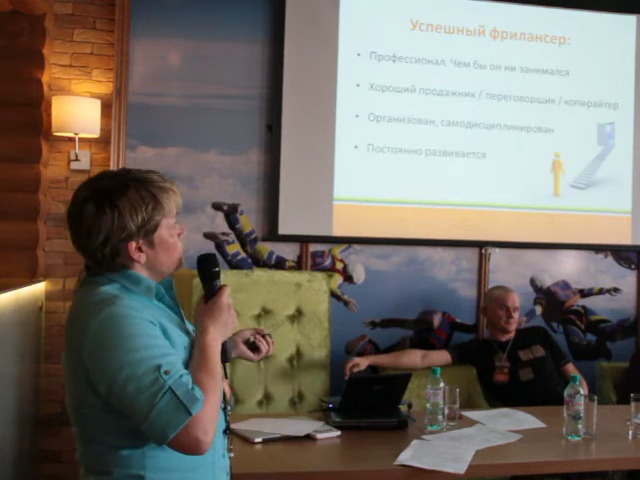 Успешный фрилансер:
• Профессионал. Чем бы он ни занимался
• Хороший продажник / переговорщик / копирайтер
• Организован, самодисциплинирован
• Постоянно развивается